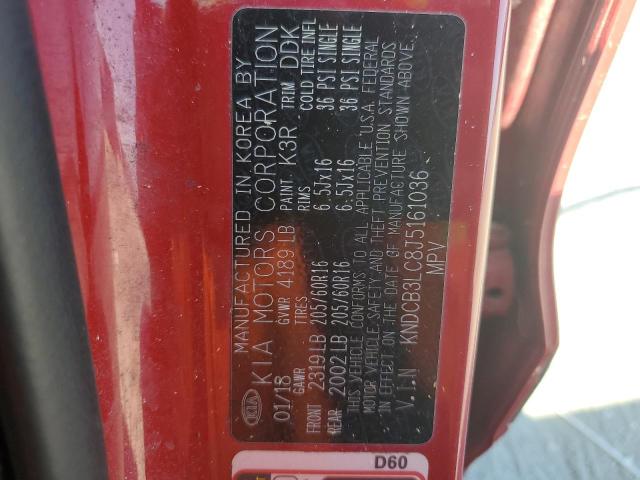 MANUFACTURED IN KOREA BY
KIA MOTORS CORPORATION
KIA
01/18 GVWR 4189 LB PAINT K3R TRIM DDK
GAWR TIRES RIMS COLD TIRE INFL
FRONT 2319 LB 205/60R16 6.5Jx16 36 PSI SINGLE
REAR 2002 LB 205/60R16 6.5Jx16 36 PSI SINGLE
THIS VEHICLE CONFORMS TO ALL APPLICABLE U.S.A. FEDERAL
MOTOR VEHICLE SAFETY AND THEFT PREVENTION STANDARDS
IN EFFECT ON THE DATE OF MANUFACTURE SHOWN ABOVE.
V.I.N KNDCB3LC8J5161036
MPV
D60